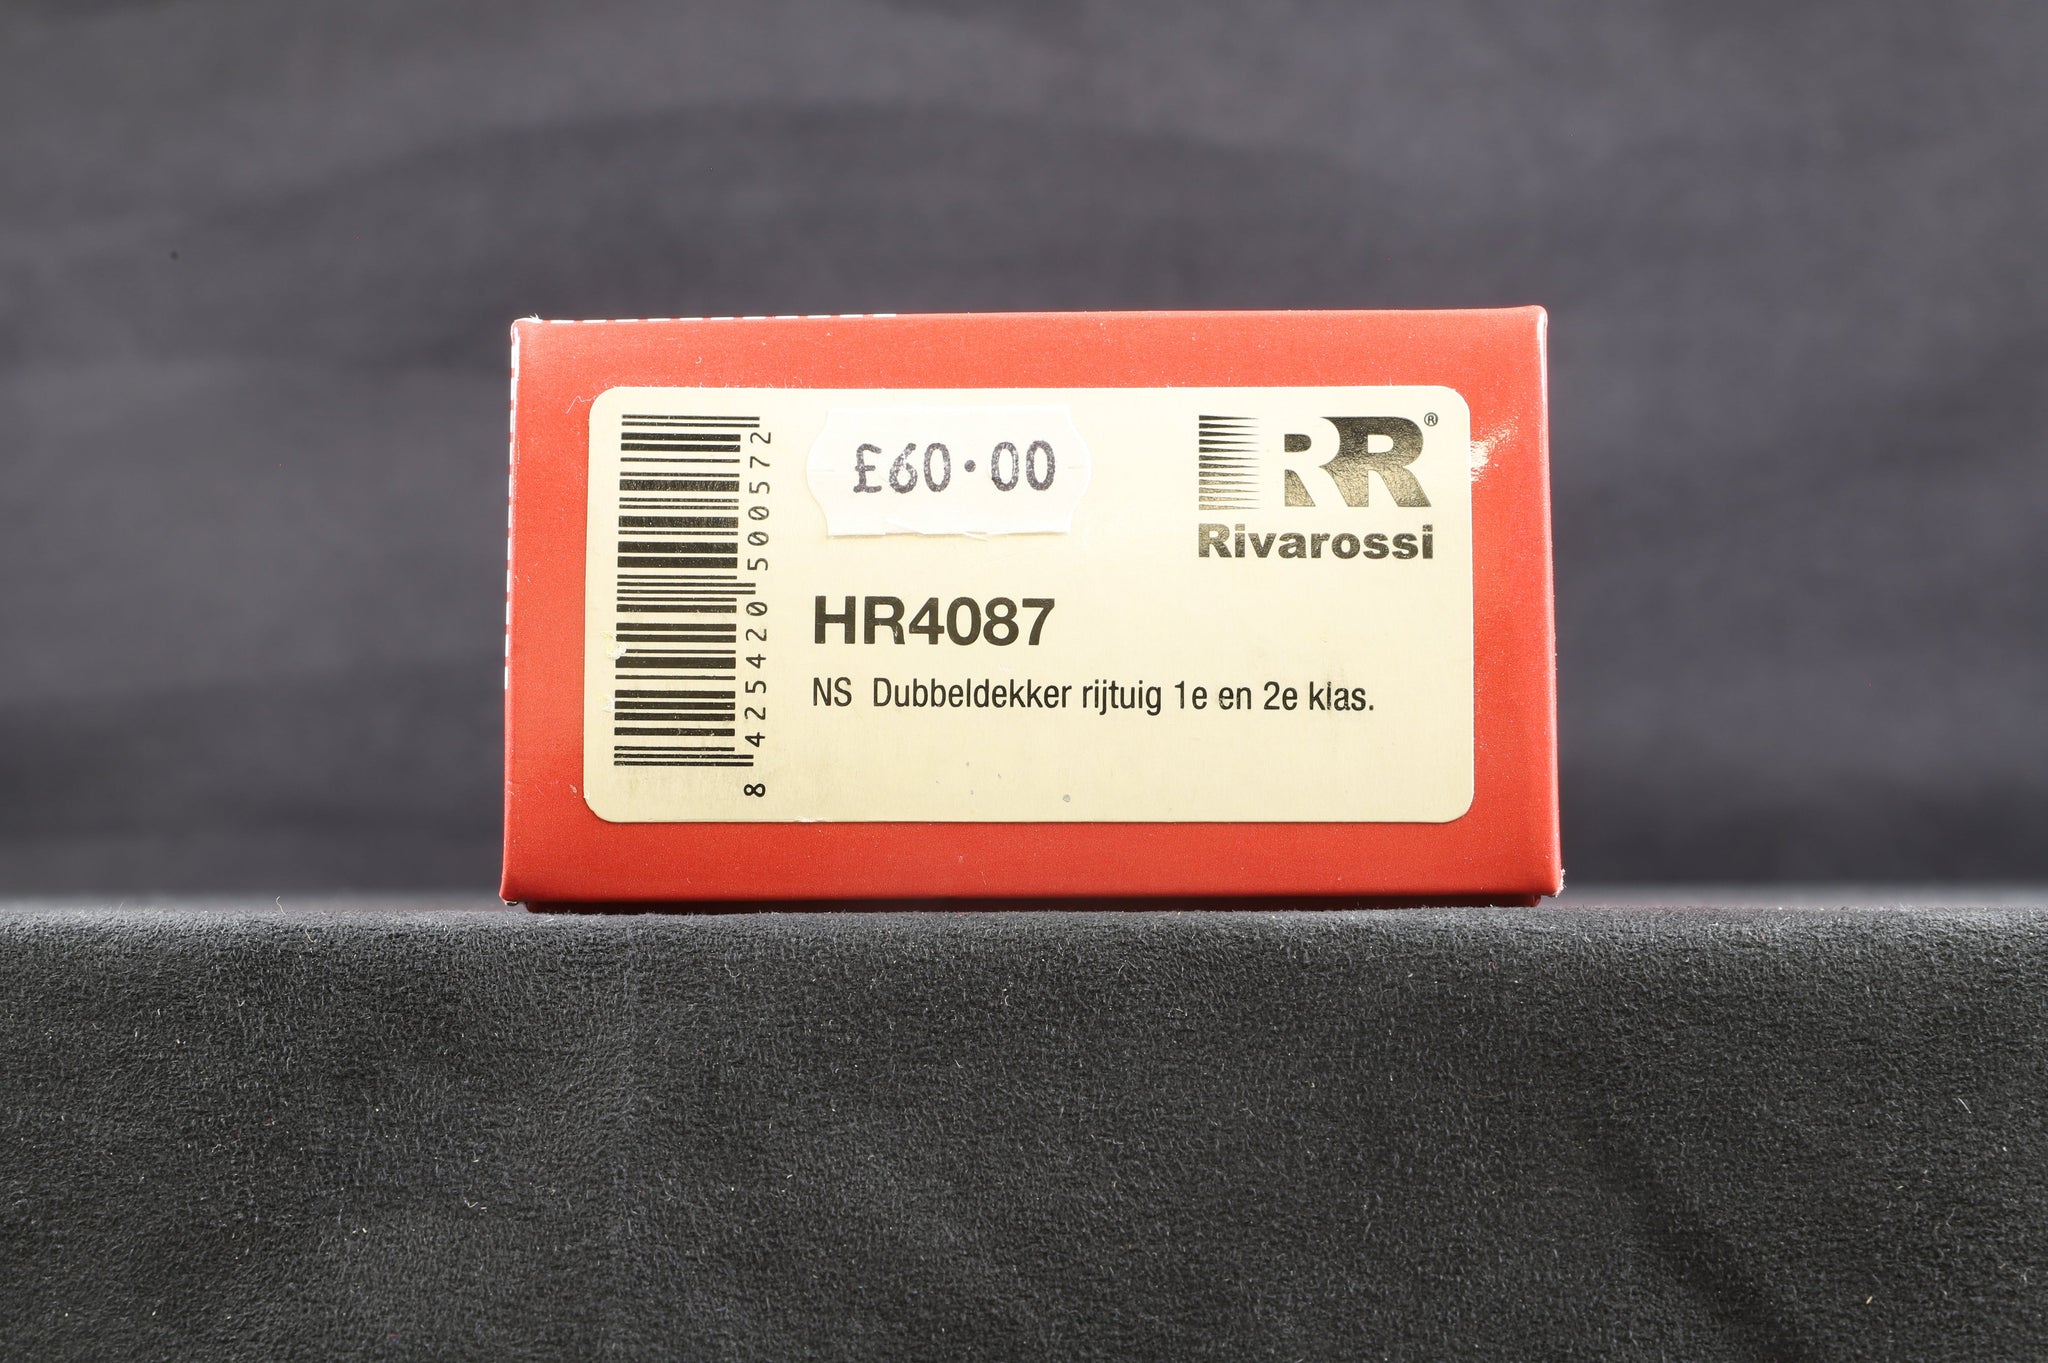 £60.00
RR®
Rivarossi
HR4087
NS Dubbeldekker rijtuig 1e en 2e klas.
8 425420 500572